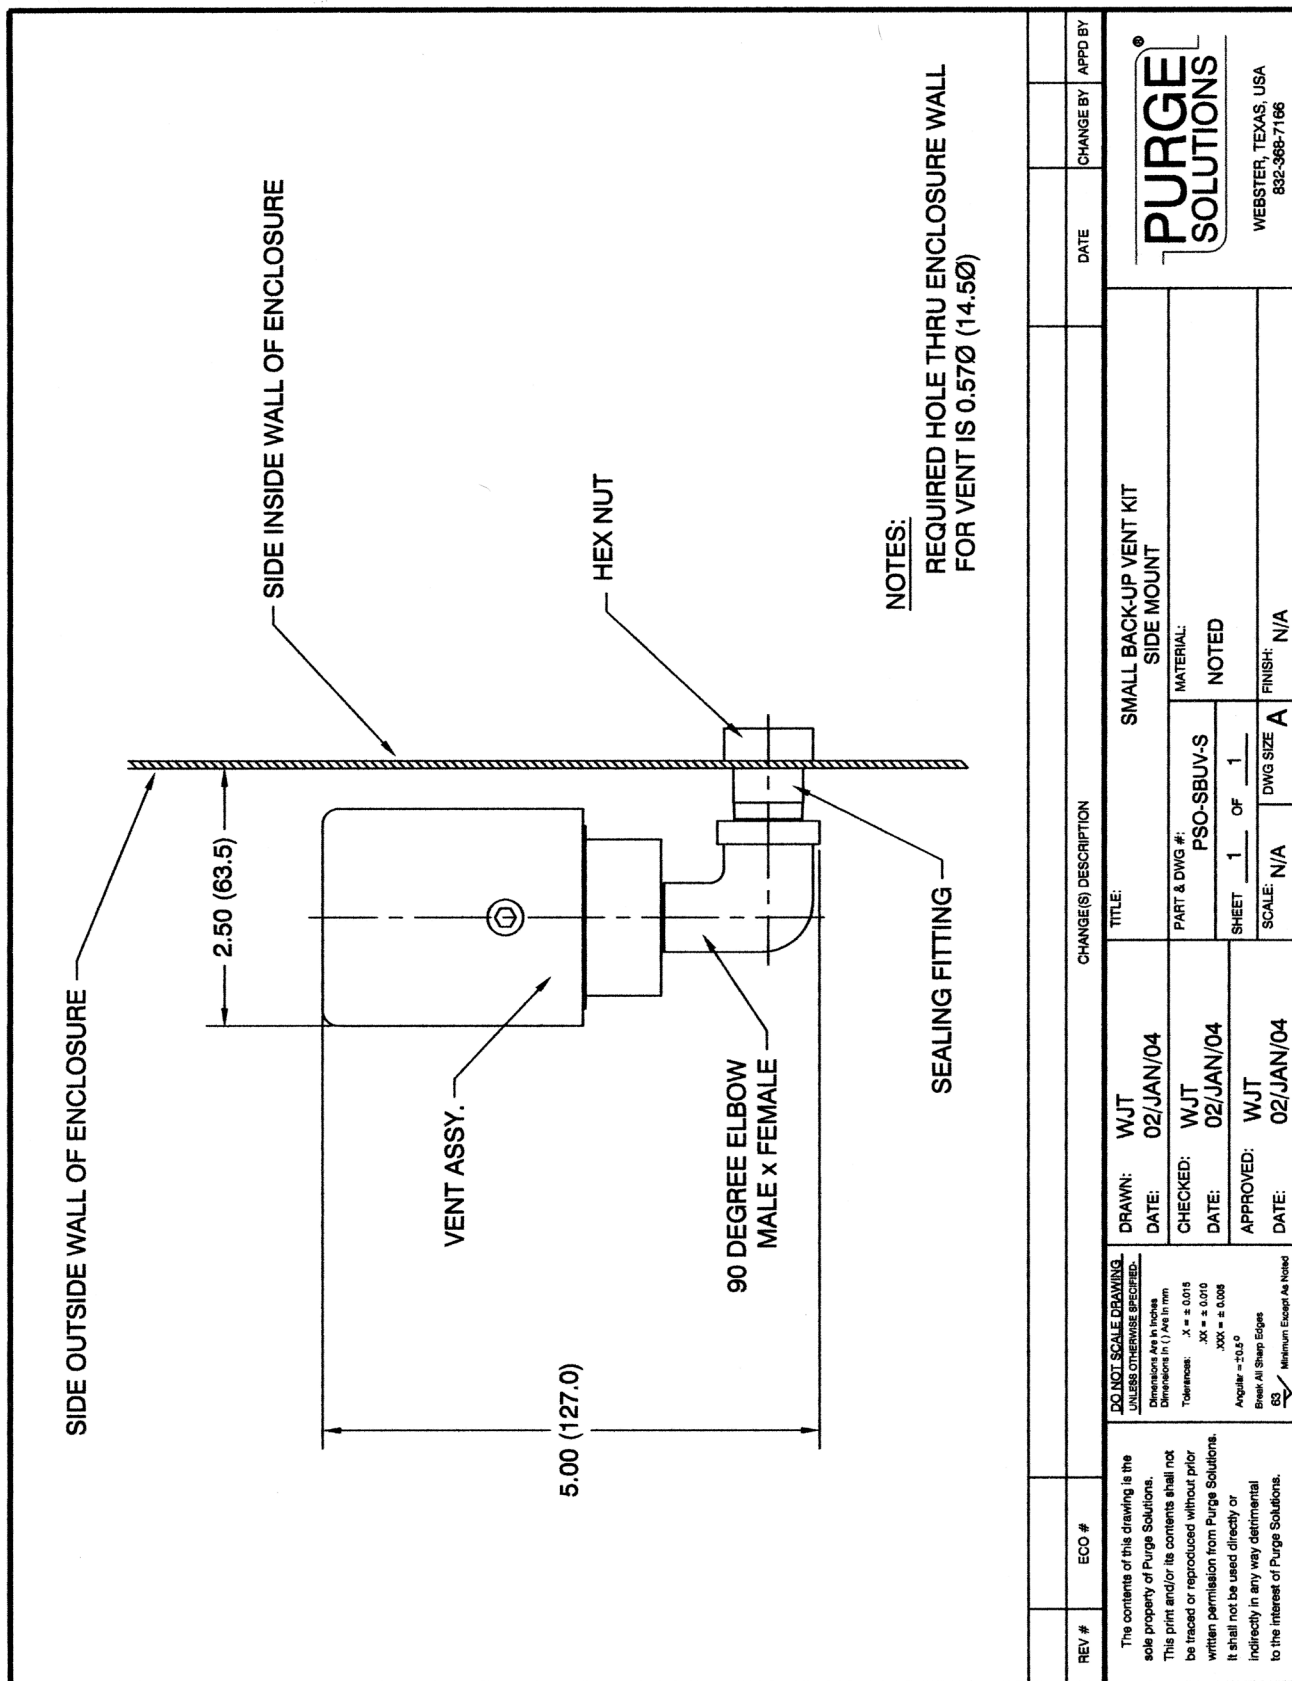 SIDE OUTSIDE WALL OF ENCLOSURE
2.50 (63.5)
SIDE INSIDE WALL OF ENCLOSURE
VENT ASSY.
5.00 (127.0)
90 DEGREE ELBOW
MALE x FEMALE
HEX NUT
SEALING FITTING
NOTES:
REQUIRED HOLE THRU ENCLOSURE WALL
FOR VENT IS 0.57Ø (14.5Ø)
REV #
ECO #
CHANGE(S) DESCRIPTION
DATE
CHANGE BY
APPD BY
The contents of this drawing is the
sole property of Purge Solutions.
This print and/or its contents shall not
be traced or reproduced without prior
written permission from Purge Solutions.
It shall not be used directly or
indirectly in any way detrimental
to the interest of Purge Solutions.
DO NOT SCALE DRAWING
UNLESS OTHERWISE SPECIFIED-
Dimensions Are In Inches
Dimensions In ( ) Are In mm
Tolerances: .X = ± 0.015
.XX = ± 0.010
.XXX = ± 0.005
Angular = ±0.5°
Break All Sharp Edges
63 Minimum Except As Noted
DRAWN: WJT
DATE: 02/JAN/04
CHECKED: WJT
DATE: 02/JAN/04
APPROVED: WJT
DATE: 02/JAN/04
TITLE:
SMALL BACK-UP VENT KIT
SIDE MOUNT
PART & DWG #:
PSO-SBUV-S
MATERIAL:
NOTED
SHEET 1 OF 1
SCALE: N/A
DWG SIZE A
FINISH: N/A
PURGE ®
SOLUTIONS
WEBSTER, TEXAS, USA
832-368-7166